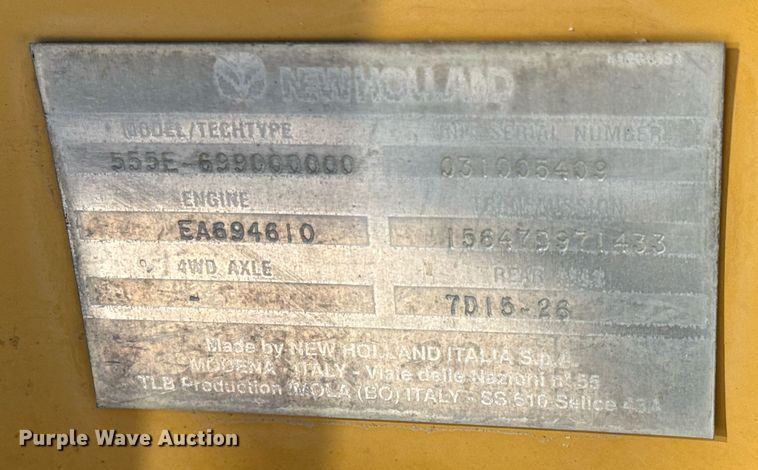 NEW HOLLAND
MODEL/TECHTYPE
SERIAL NUMBER
555E-699000000
031005409
ENGINE
TRANSMISSION
EA694610
15647D971433
4WD AXLE
REAR
-
7D15-26
Made by NEW HOLLAND ITALIA S.p.A.
MODENA - ITALY - Viale delle Nazioni n° 55
TLB Production IMOLA (BO) ITALY - SS 610 Selice 43A
Purple Wave Auction